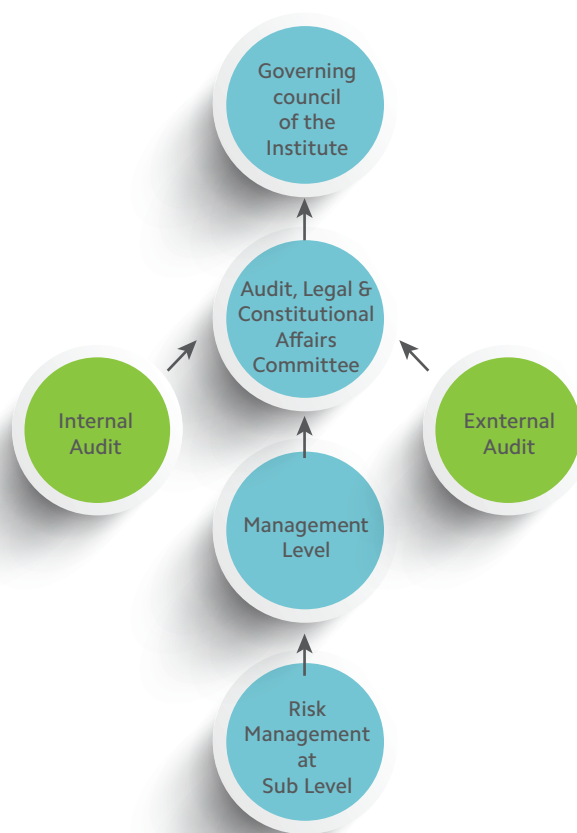 Governing
council
of the
Institute
Audit, Legal &
Constitutional
Affairs
Committee
Internal
Audit
Exnternal
Audit
Management
Level
Risk
Management
at
Sub Level